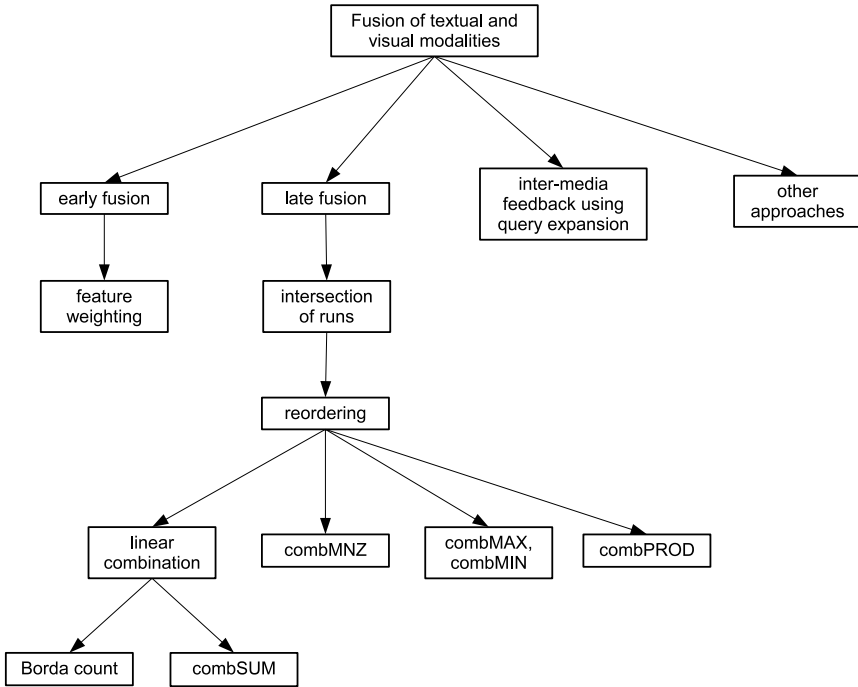 Fusion of textual and
visual modalities
early fusion
late fusion
inter-media
feedback using
query expansion
other
approaches
feature
weighting
intersection
of runs
reordering
linear
combination
combMNZ
combMAX,
combMIN
combPROD
Borda count
combSUM